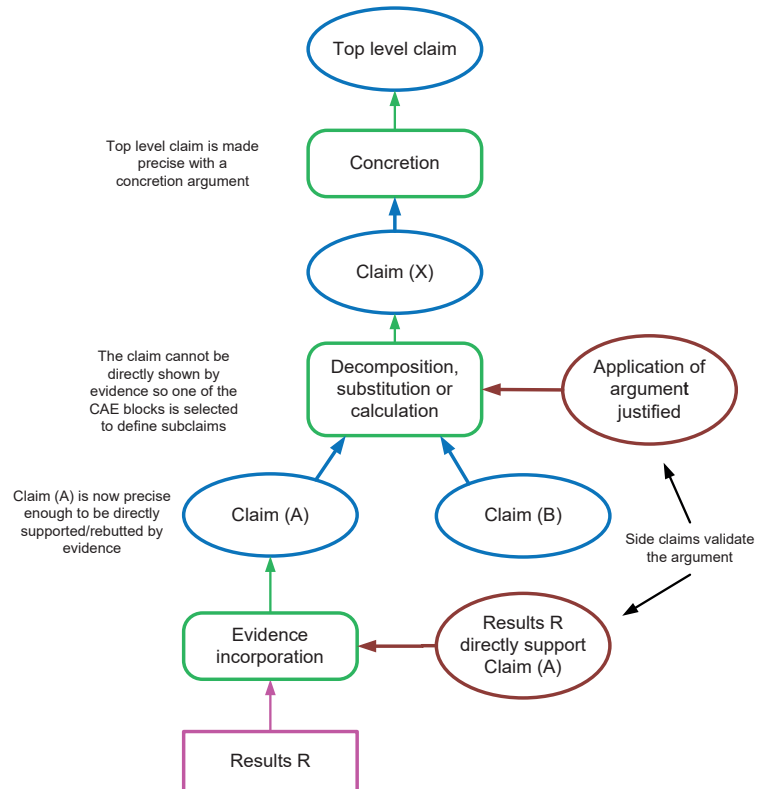 Top level claim
Top level claim is made
precise with a
concretion argument
Concretion
Claim (X)
The claim cannot be
directly shown by
evidence so one of the
CAE blocks is selected
to define subclaims
Decomposition,
substitution or
calculation
Application of
argument
justified
Claim (A) is now precise
enough to be directly
supported/rebutted by
evidence
Claim (A)
Claim (B)
Side claims validate
the argument
Evidence
incorporation
Results R
directly support
Claim (A)
Results R